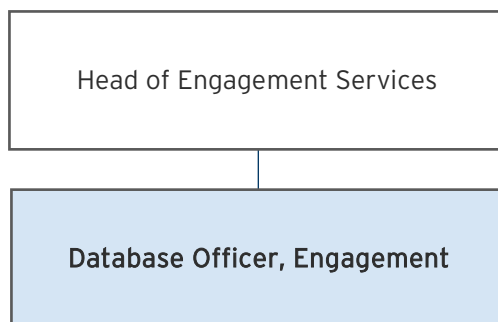 Head of Engagement Services
Database Officer, Engagement